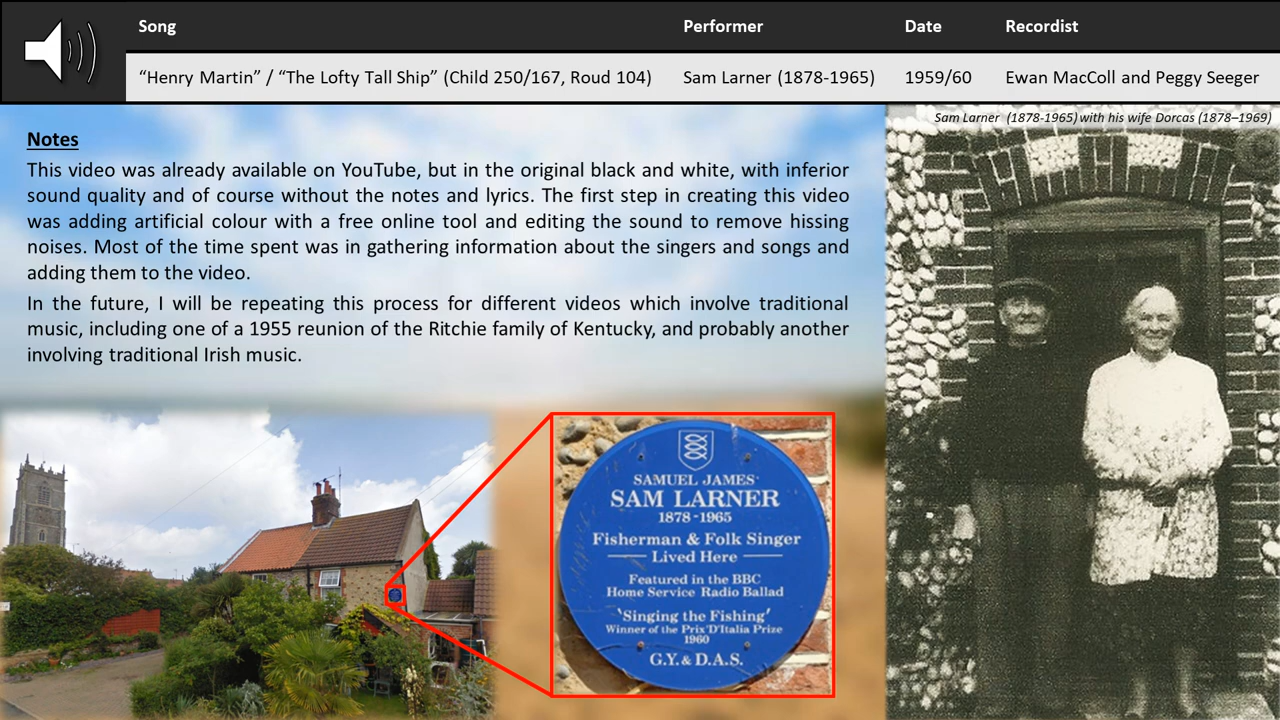 Song Performer Date Recordist
“Henry Martin” / “The Lofty Tall Ship” (Child 250/167, Roud 104) Sam Larner (1878-1965) 1959/60 Ewan MacColl and Peggy Seeger
Sam Larner (1878-1965) with his wife Dorcas (1878–1969)
Notes
This video was already available on YouTube, but in the original black and white, with inferior
sound quality and of course without the notes and lyrics. The first step in creating this video
was adding artificial colour with a free online tool and editing the sound to remove hissing
noises. Most of the time spent was in gathering information about the singers and songs and
adding them to the video.
In the future, I will be repeating this process for different videos which involve traditional
music, including one of a 1955 reunion of the Ritchie family of Kentucky, and probably another
involving traditional Irish music.
SAMUEL JAMES
SAM LARNER
1878-1965
Fisherman & Folk Singer
Lived Here
Featured in the BBC
Home Service Radio Ballad
'Singing the Fishing'
Winner of the Prix D'Italia Prize
1960
G.Y. & D.A.S.